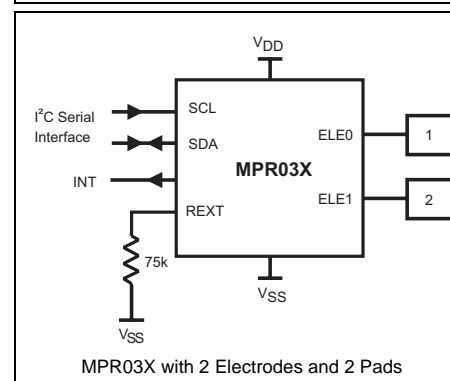 VDD
I²C Serial
Interface
SCL
SDA
INT
REXT
MPR03X
ELE0
1
ELE1
2
75k
VSS
VSS
MPR03X with 2 Electrodes and 2 Pads